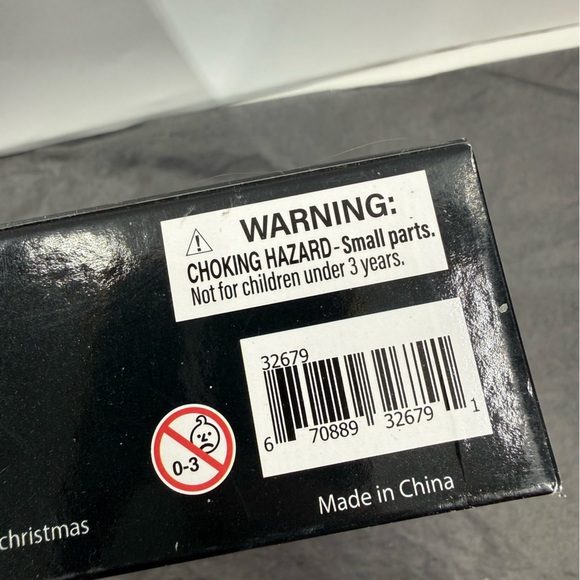 WARNING:
CHOKING HAZARD - Small parts.
Not for children under 3 years.
32679
6 70889 32679 1
0-3
Made in China
christmas